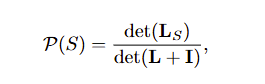 𝒫(S) = det(𝐋_S) / det(𝐋 + 𝐈),